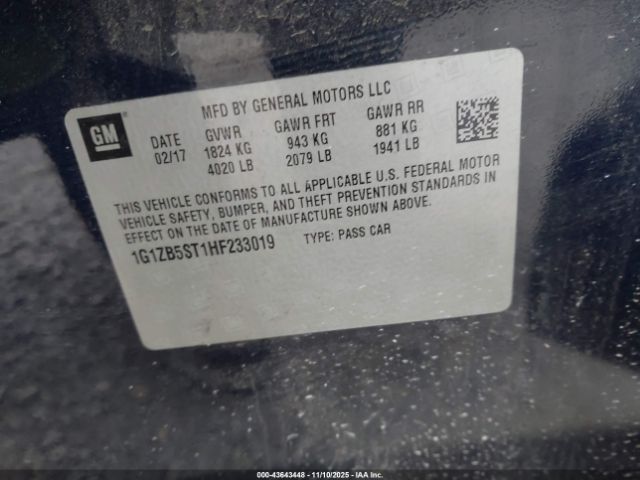 GM
MFD BY GENERAL MOTORS LLC
DATE GVWR GAWR FRT GAWR RR
02/17 1824 KG 943 KG 881 KG
4020 LB 2079 LB 1941 LB
THIS VEHICLE CONFORMS TO ALL APPLICABLE U.S. FEDERAL MOTOR
VEHICLE SAFETY, BUMPER, AND THEFT PREVENTION STANDARDS IN
EFFECT ON THE DATE OF MANUFACTURE SHOWN ABOVE.
1G1ZB5ST1HF233019 TYPE: PASS CAR
000-43643448 - 11/10/2025 - IAAI.com